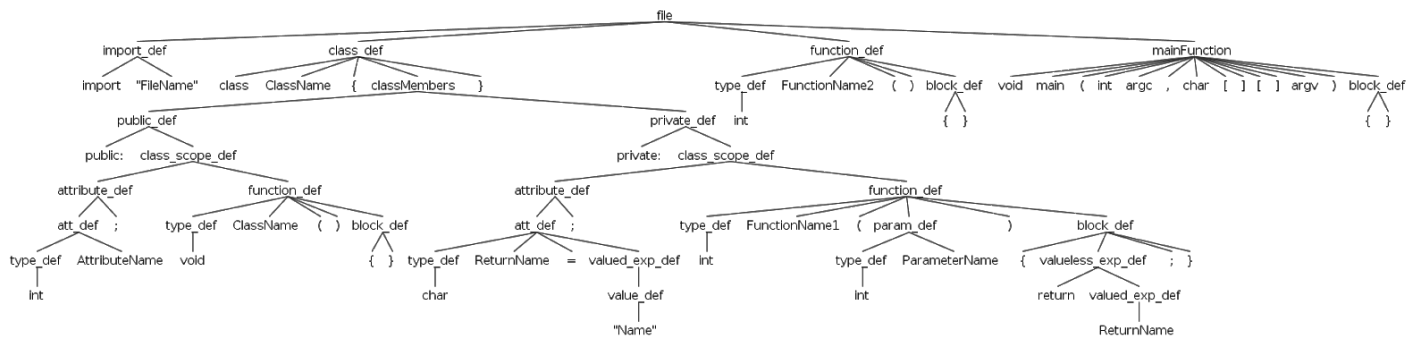 file
import_def class_def function_def mainFunction
import "FileName" class ClassName { classMembers } type_def FunctionName2 ( ) block_def void main ( int argc , char [ ] [ ] argv ) block_def
public_def private_def int { } { }
public: class_scope_def private: class_scope_def
attribute_def function_def attribute_def function_def
att_def ; type_def ClassName ( ) block_def att_def ; type_def FunctionName1 ( param_def ) block_def
type_def AttributeName void { } type_def ReturnName = valued_exp_def int type_def ParameterName { valueless_exp_def ; }
int char value_def int return valued_exp_def
"Name" ReturnName